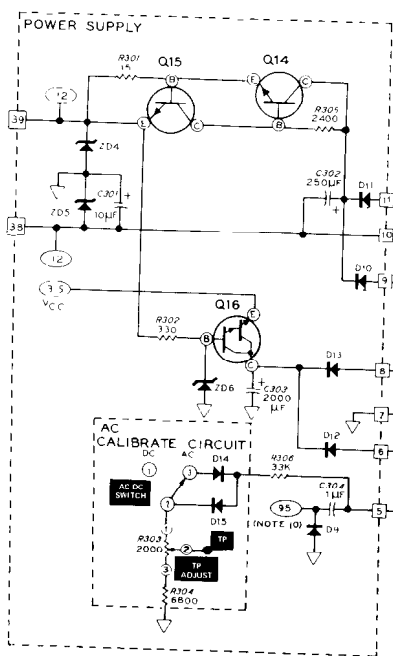 POWER SUPPLY
R301
15
Q15
Q14
B
E
C
E
C
B
R305
2400
12
39
ZD4
C301
+
10µF
ZD5
38
12
C302
250µF
+
D11
11
10
D10
9
3.5
VCC
R302
330
Q16
B
E
C
ZD6
+
C303
2000
µF
D13
8
7
D12
6
AC
CALIBRATE CIRCUIT
DC
AC
1
3
D14
AC DC
SWITCH
D15
R306
33K
C304
1µF
95
(NOTE 10)
D4
5
R303
2000
1
2
3
TP
TP
ADJUST
R304
6800